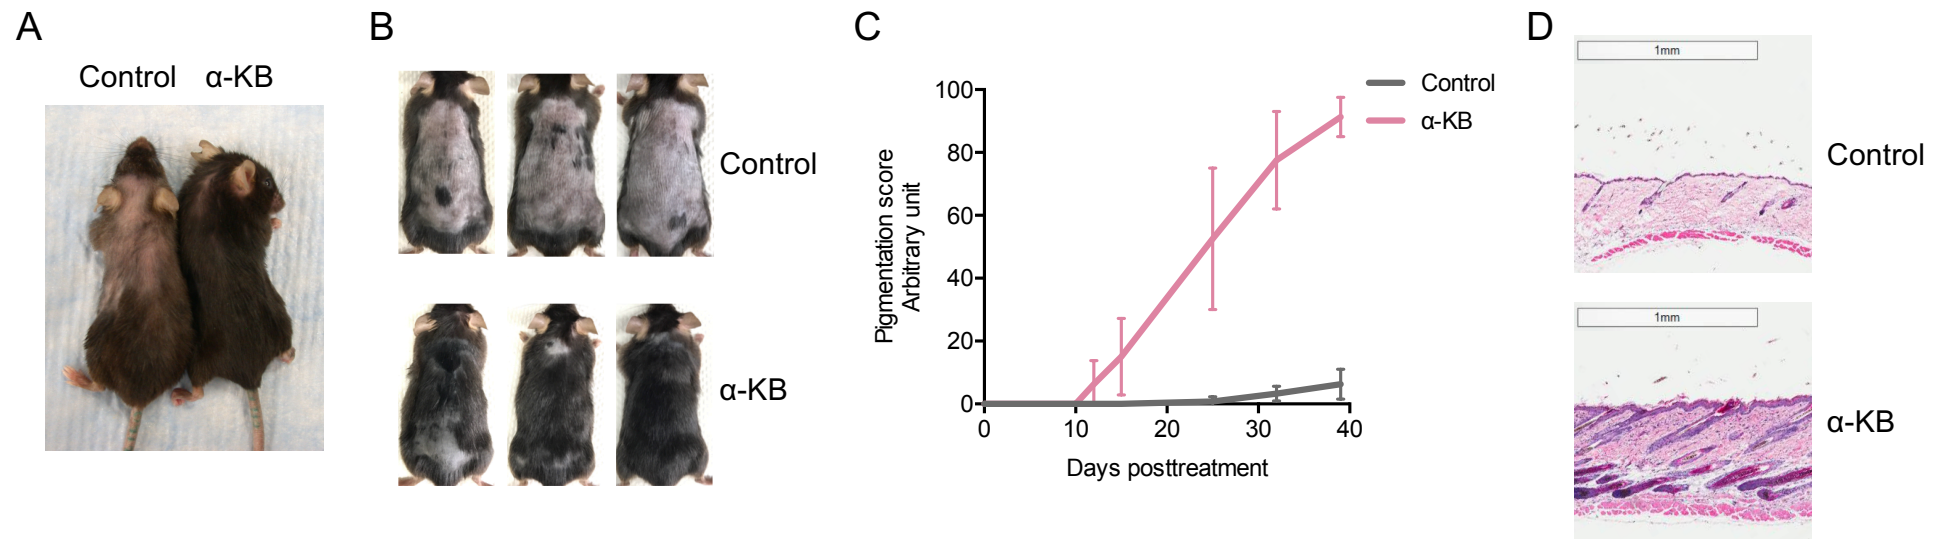 A
Control α-KB
B
Control
α-KB
C
Pigmentation score
Arbitrary unit
100
80
60
40
20
0
0 10 20 30 40
Days posttreatment
Control
α-KB
D
1mm
Control
1mm
α-KB